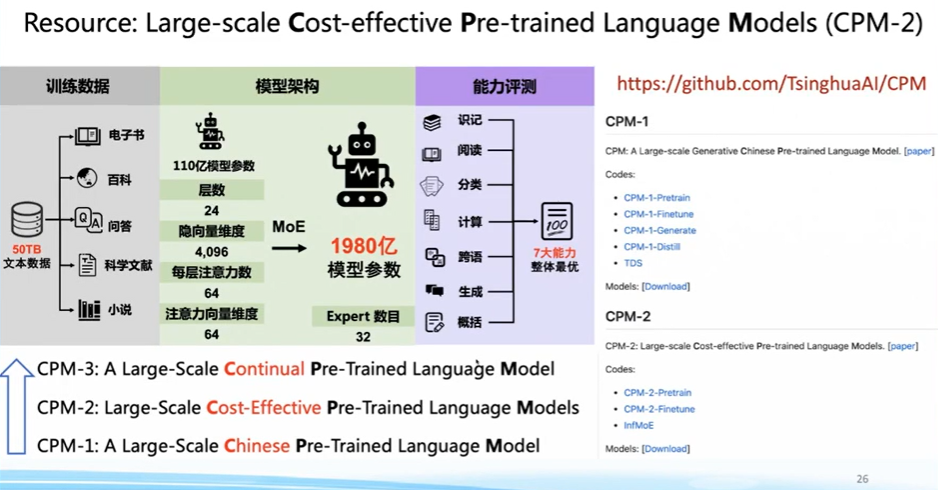 Resource: Large-scale Cost-effective Pre-trained Language Models (CPM-2)
训练数据
50TB
文本数据
电子书
百科
问答
科学文献
小说
模型架构
110亿模型参数
层数
24
隐向量维度
4,096
每层注意力数
64
注意力向量维度
64
MoE
1980亿
模型参数
Expert 数目
32
能力评测
识记
阅读
分类
计算
跨语
生成
概括
100
7大能力
整体最优
https://github.com/TsinghuaAI/CPM
CPM-1
CPM: A Large-scale Generative Chinese Pre-trained Language Model. [paper]
Codes:
• CPM-1-Pretrain
• CPM-1-Finetune
• CPM-1-Generate
• CPM-1-Distill
• TDS
Models: [Download]
CPM-2
CPM-2: Large-scale Cost-effective Pre-trained Language Models. [paper]
Codes:
• CPM-2-Pretrain
• CPM-2-Finetune
• InfMoE
Models: [Download]
CPM-3: A Large-Scale Continual Pre-Trained Language Model
CPM-2: Large-Scale Cost-Effective Pre-Trained Language Models
CPM-1: A Large-Scale Chinese Pre-Trained Language Model
26